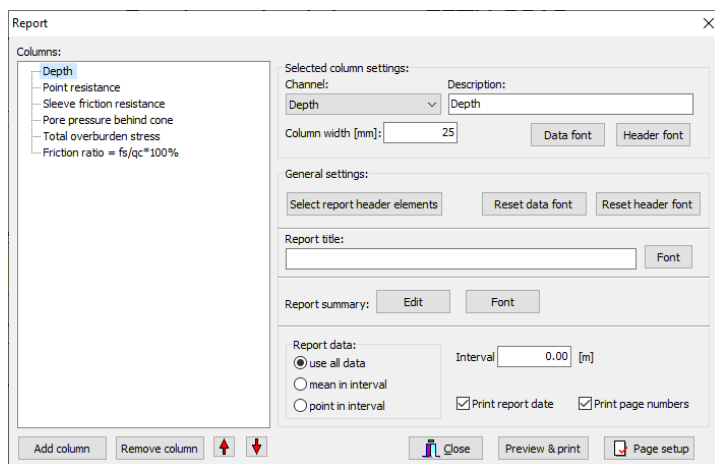 Report
Columns:
Depth
Point resistance
Sleeve friction resistance
Pore pressure behind cone
Total overburden stress
Friction ratio = fs/qc*100%
Selected column settings:
Channel: Description:
Depth Depth
Column width [mm]: 25 Data font Header font
General settings:
Select report header elements Reset data font Reset header font
Report title:
Font
Report summary: Edit Font
Report data:
use all data Interval 0.00 [m]
mean in interval
point in interval Print report date Print page numbers
Add column Remove column Close Preview & print Page setup